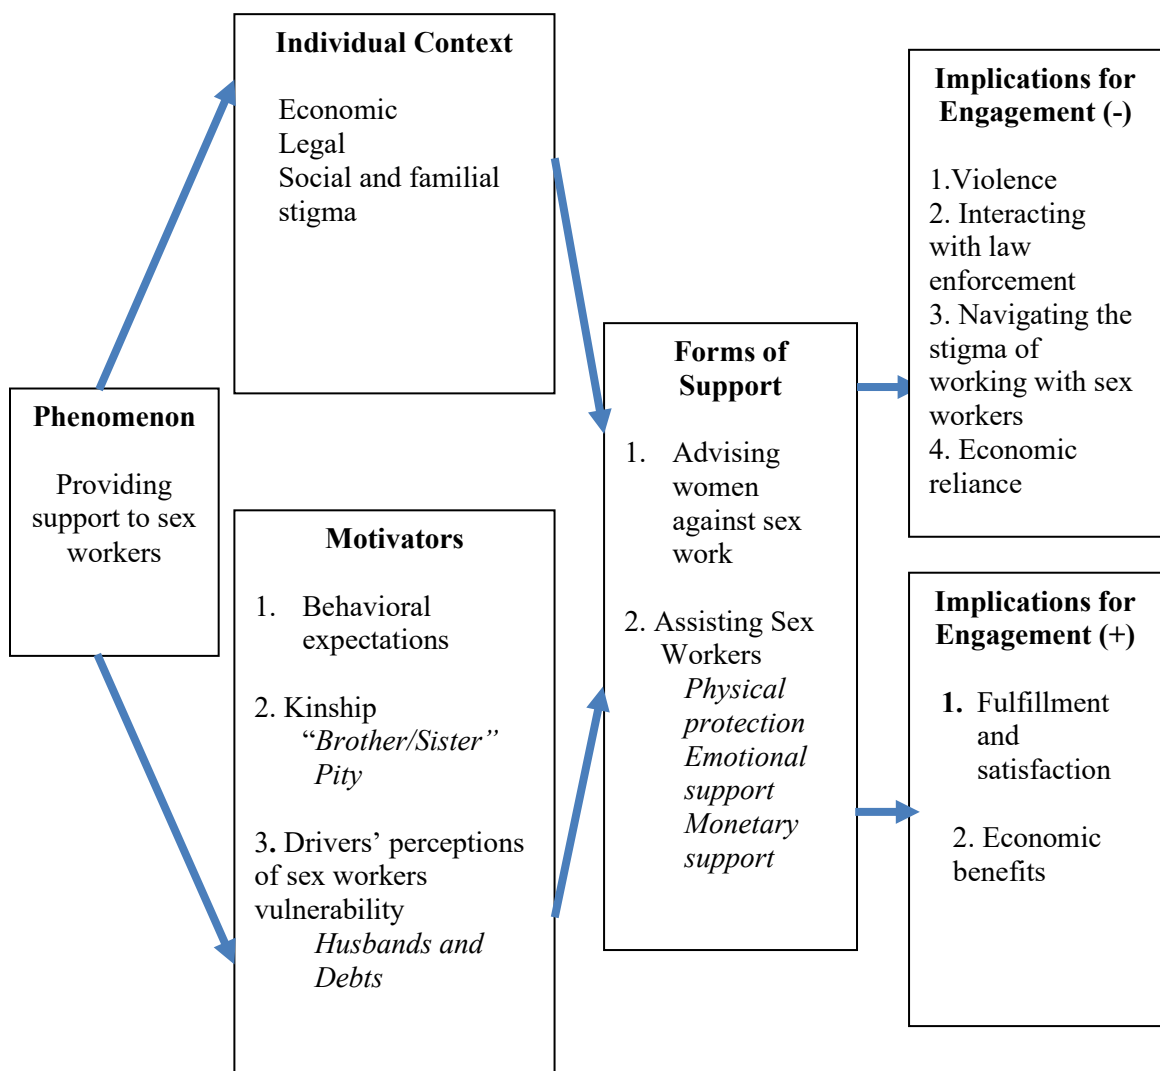 Phenomenon
Providing
support to sex
workers
Individual Context
Economic
Legal
Social and familial
stigma
Motivators
1. Behavioral
expectations
2. Kinship
“Brother/Sister”
Pity
3. Drivers’ perceptions
of sex workers
vulnerability
Husbands and
Debts
Forms of
Support
1. Advising
women
against sex
work
2. Assisting Sex
Workers
Physical
protection
Emotional
support
Monetary
support
Implications for
Engagement (-)
1.Violence
2. Interacting
with law
enforcement
3. Navigating the
stigma of
working with sex
workers
4. Economic
reliance
Implications for
Engagement (+)
1. Fulfillment
and
satisfaction
2. Economic
benefits